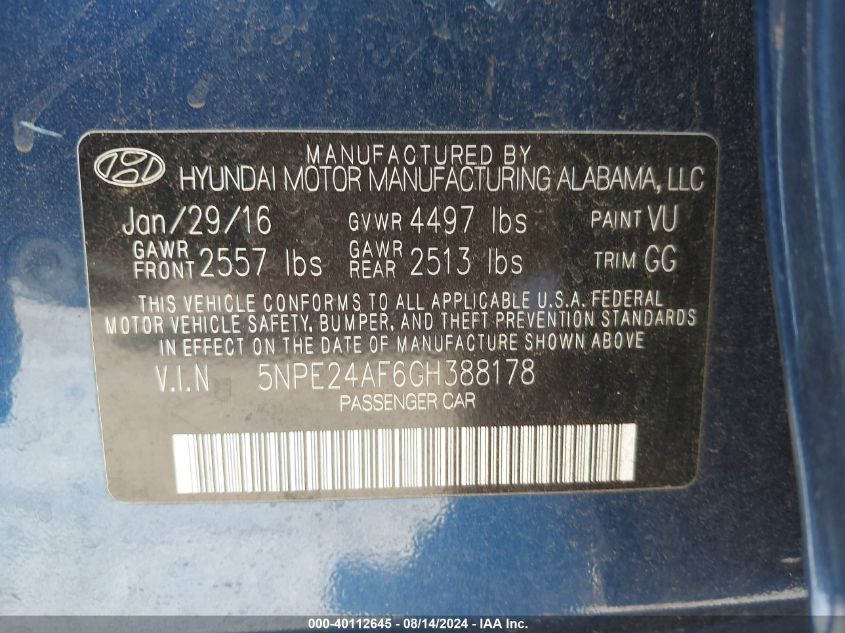 MANUFACTURED BY
HYUNDAI MOTOR MANUFACTURING ALABAMA, LLC
Jan/29/16 GVWR 4497 lbs PAINT VU
GAWR FRONT 2557 lbs GAWR REAR 2513 lbs TRIM GG
THIS VEHICLE CONFORMS TO ALL APPLICABLE U.S.A. FEDERAL
MOTOR VEHICLE SAFETY, BUMPER, AND THEFT PREVENTION STANDARDS
IN EFFECT ON THE DATE OF MANUFACTURE SHOWN ABOVE
V.I.N 5NPE24AF6GH388178
PASSENGER CAR
000-40112645 - 08/14/2024 - IAA Inc.